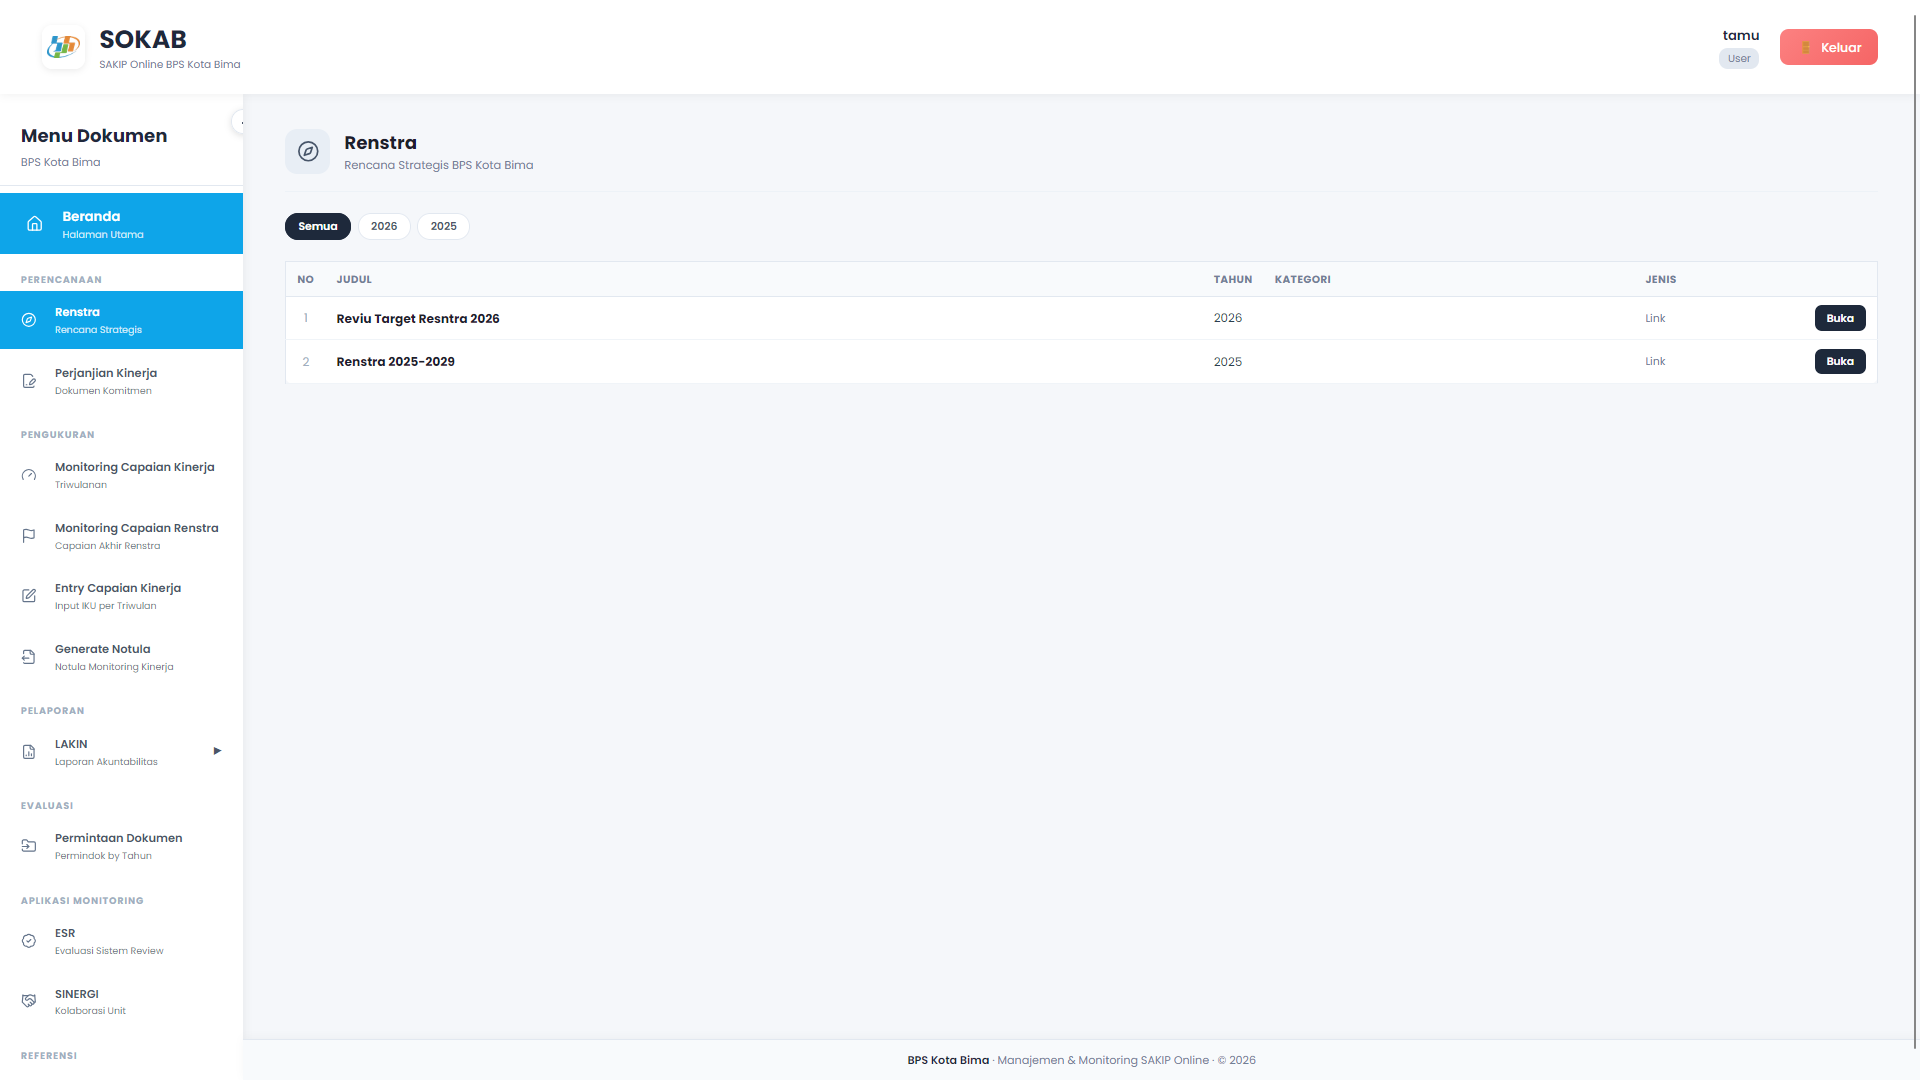 SOKAB
SAKIP Online BPS Kota Bima
tamu
User
Keluar
Menu Dokumen
BPS Kota Bima
Beranda
Halaman Utama
PERENCANAAN
Renstra
Rencana Strategis
Perjanjian Kinerja
Dokumen Komitmen
PENGUKURAN
Monitoring Capaian Kinerja
Triwulanan
Monitoring Capaian Renstra
Capaian Akhir Renstra
Entry Capaian Kinerja
Input IKU per Triwulan
Generate Notula
Notula Monitoring Kinerja
PELAPORAN
LAKIN
Laporan Akuntabilitas
EVALUASI
Permintaan Dokumen
Permindok by Tahun
APLIKASI MONITORING
ESR
Evaluasi Sistem Review
SINERGI
Kolaborasi Unit
REFERENSI
Renstra
Rencana Strategis BPS Kota Bima
Semua 2026 2025
NO JUDUL TAHUN KATEGORI JENIS
1 Reviu Target Resntra 2026 2026 Link Buka
2 Renstra 2025-2029 2025 Link Buka
BPS Kota Bima · Manajemen & Monitoring SAKIP Online · © 2026